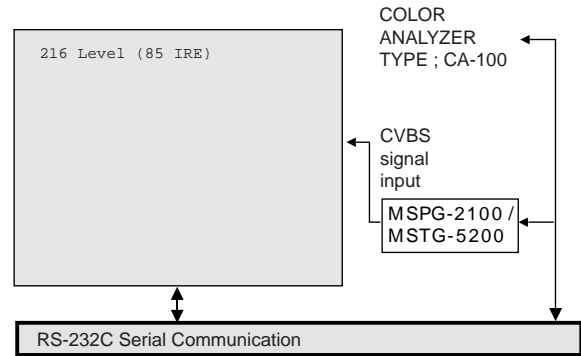 216 Level (85 IRE)
COLOR
ANALYZER
TYPE ; CA-100
CVBS
signal
input
MSPG-2100 /
MSTG-5200
RS-232C Serial Communication